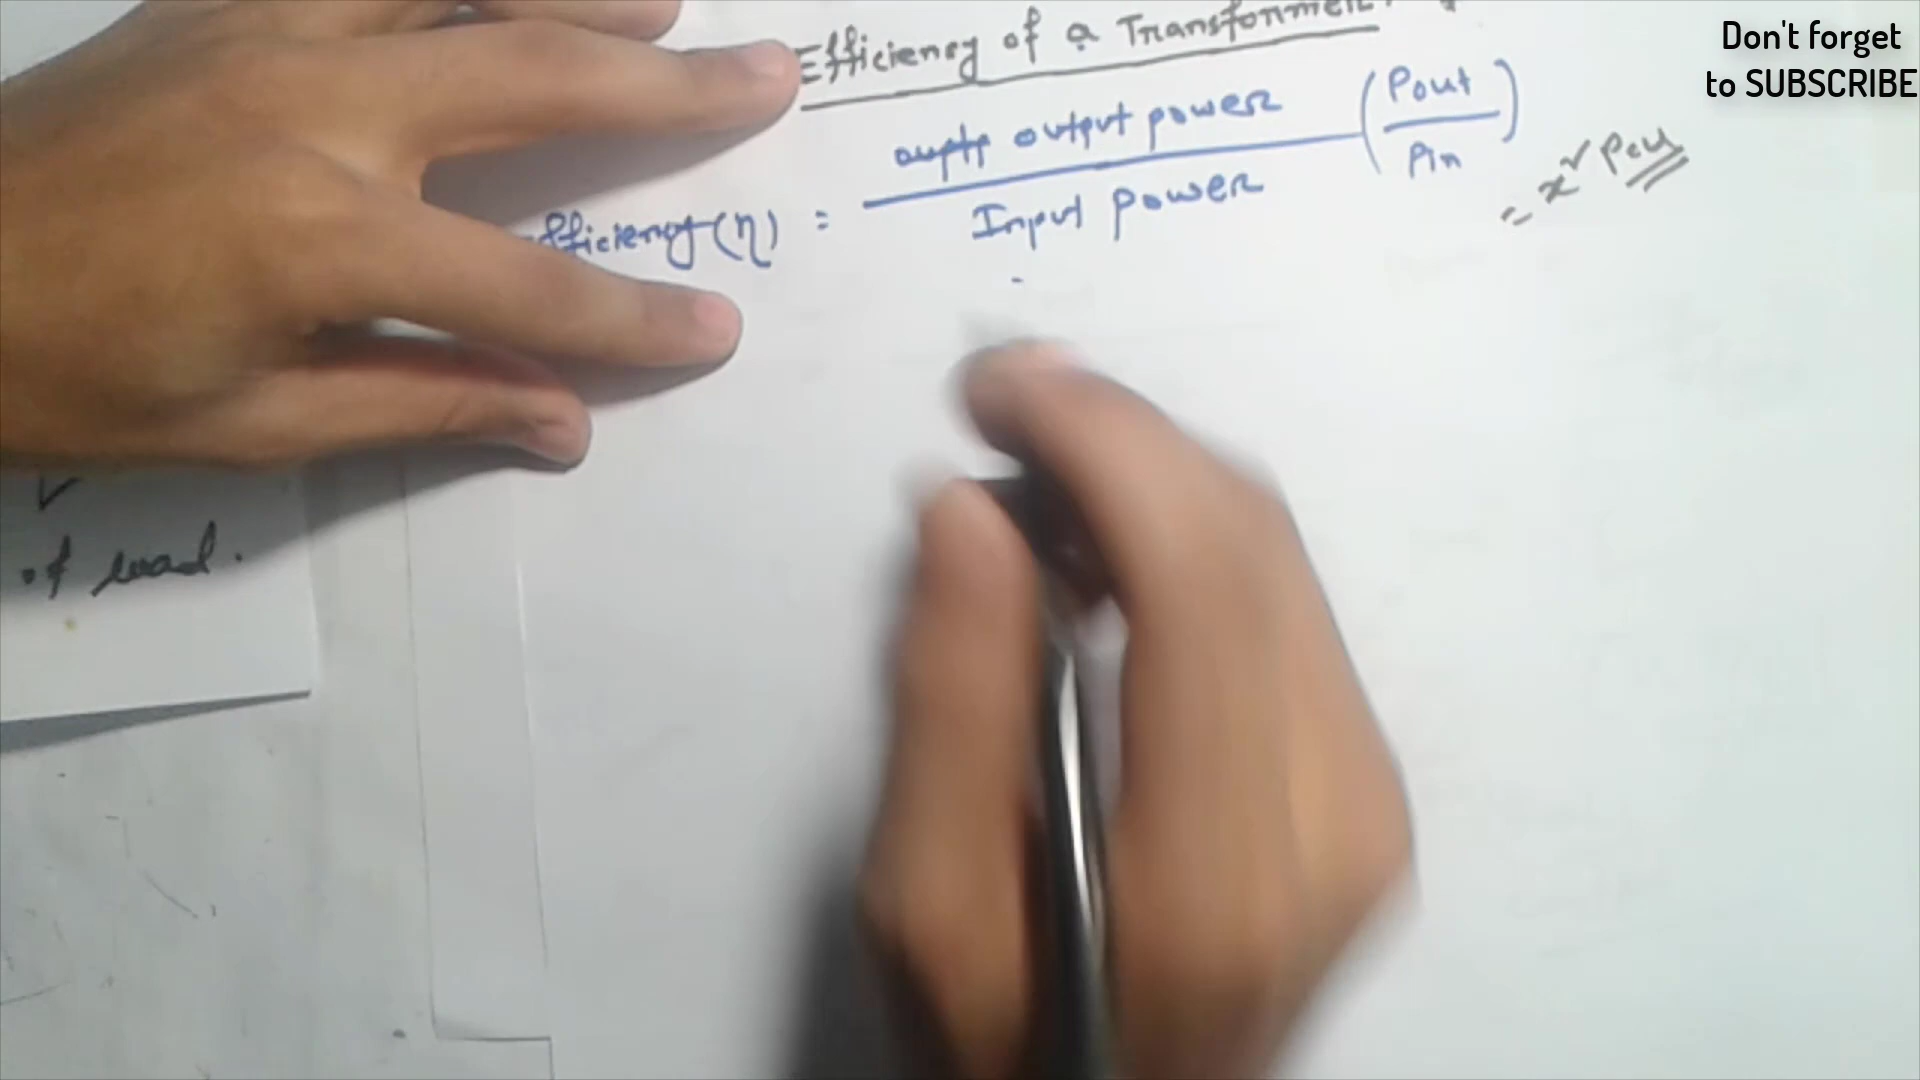 Don't forget
to SUBSCRIBE
Efficiency of a Transformer
output power
(Pout
Pin)
Efficiency (η) =
Input power
= x² Pcu
of load.